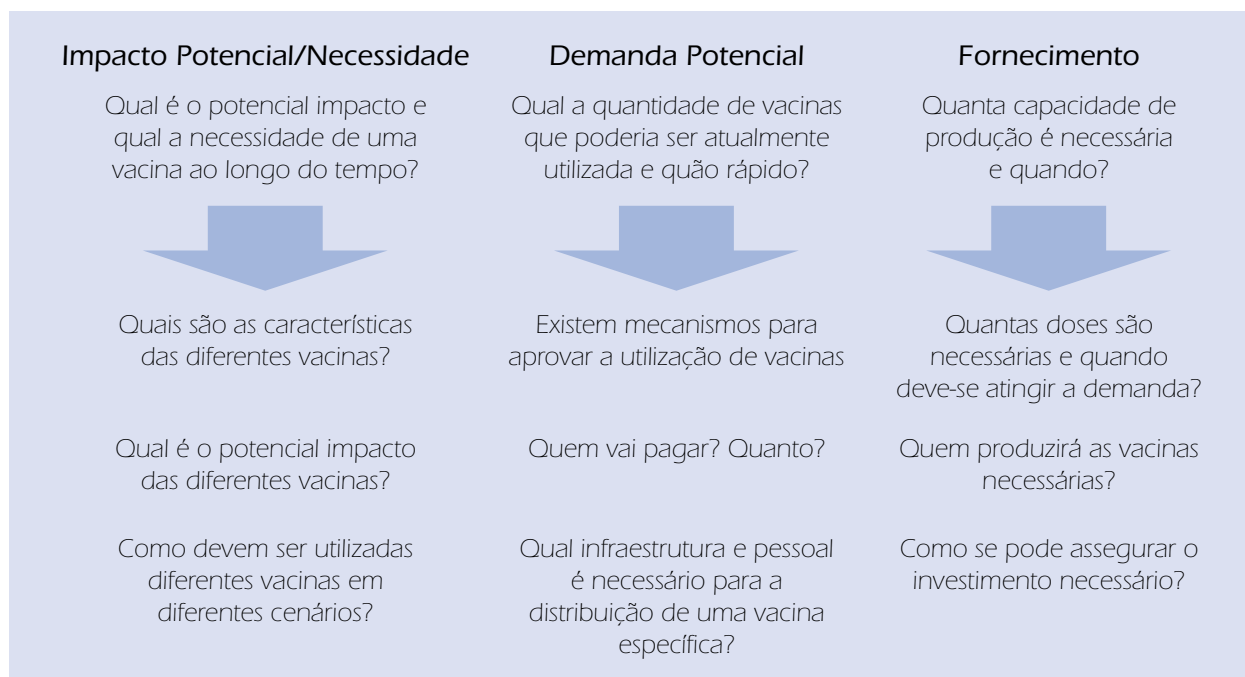 Impacto Potencial/Necessidade
Qual é o potencial impacto e
qual a necessidade de uma
vacina ao longo do tempo?
Quais são as características
das diferentes vacinas?
Qual é o potencial impacto
das diferentes vacinas?
Como devem ser utilizadas
diferentes vacinas em
diferentes cenários?
Demanda Potencial
Qual a quantidade de vacinas
que poderia ser atualmente
utilizada e quão rápido?
Existem mecanismos para
aprovar a utilização de vacinas
Quem vai pagar? Quanto?
Qual infraestrutura e pessoal
é necessário para a
distribuição de uma vacina
específica?
Fornecimento
Quanta capacidade de
produção é necessária
e quando?
Quantas doses são
necessárias e quando
deve-se atingir a demanda?
Quem produzirá as vacinas
necessárias?
Como se pode assegurar o
investimento necessário?